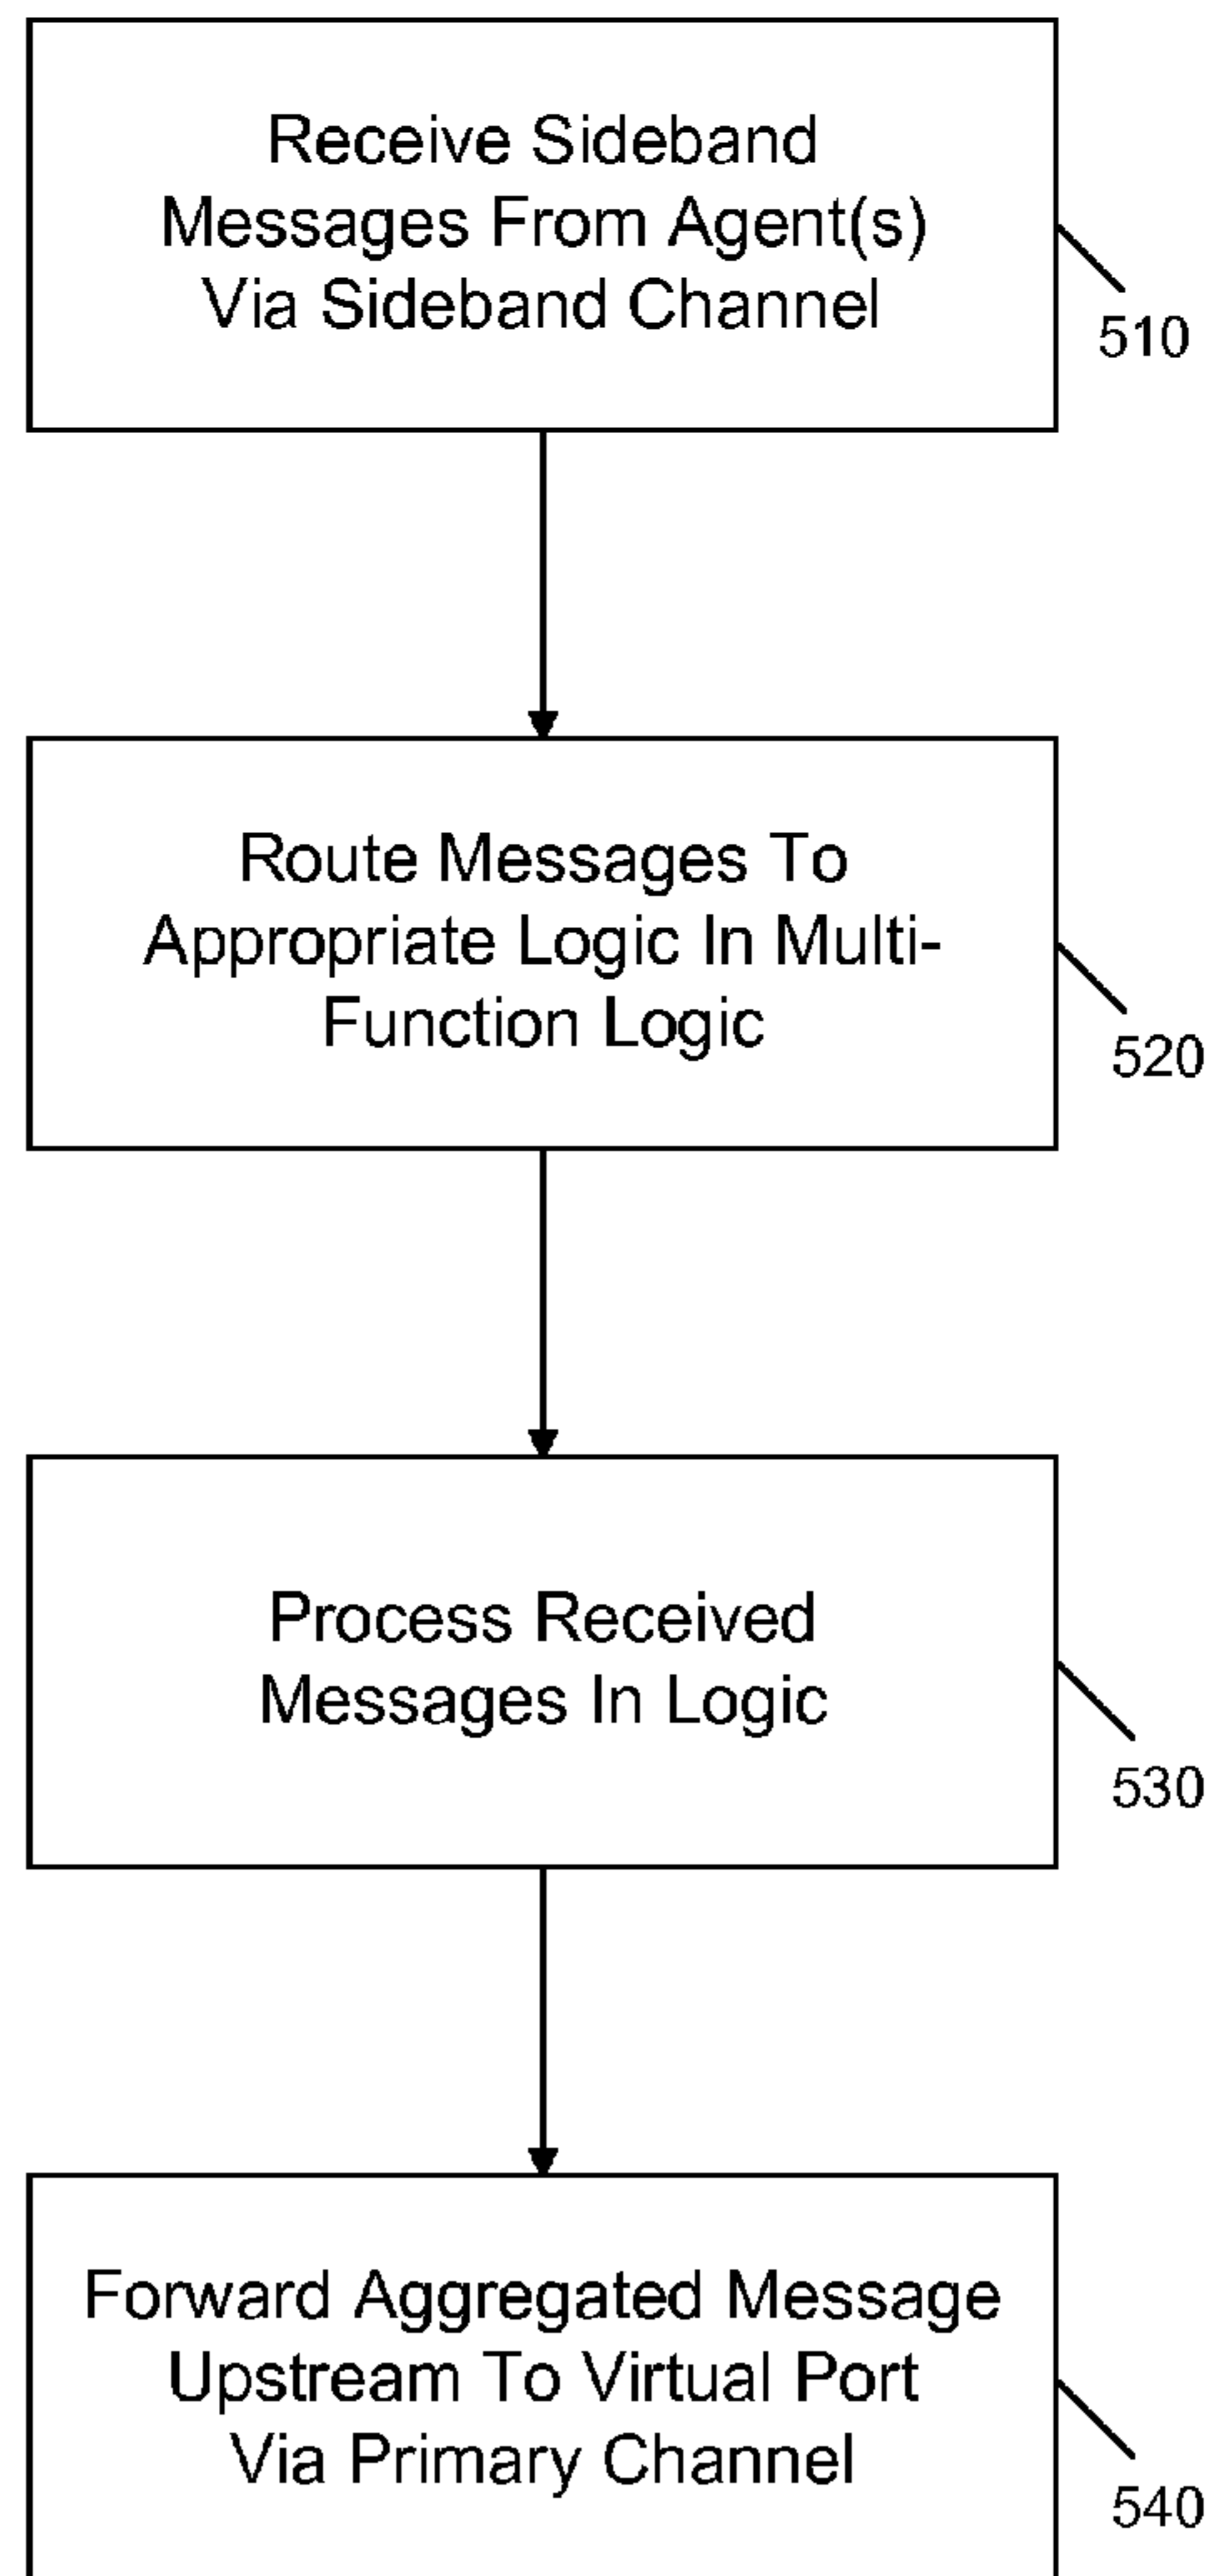 Receive Sideband
Messages From Agent(s)
Via Sideband Channel
510
Route Messages To
Appropriate Logic In Multi-
Function Logic
520
Process Received
Messages In Logic
530
Forward Aggregated Message
Upstream To Virtual Port
Via Primary Channel
540